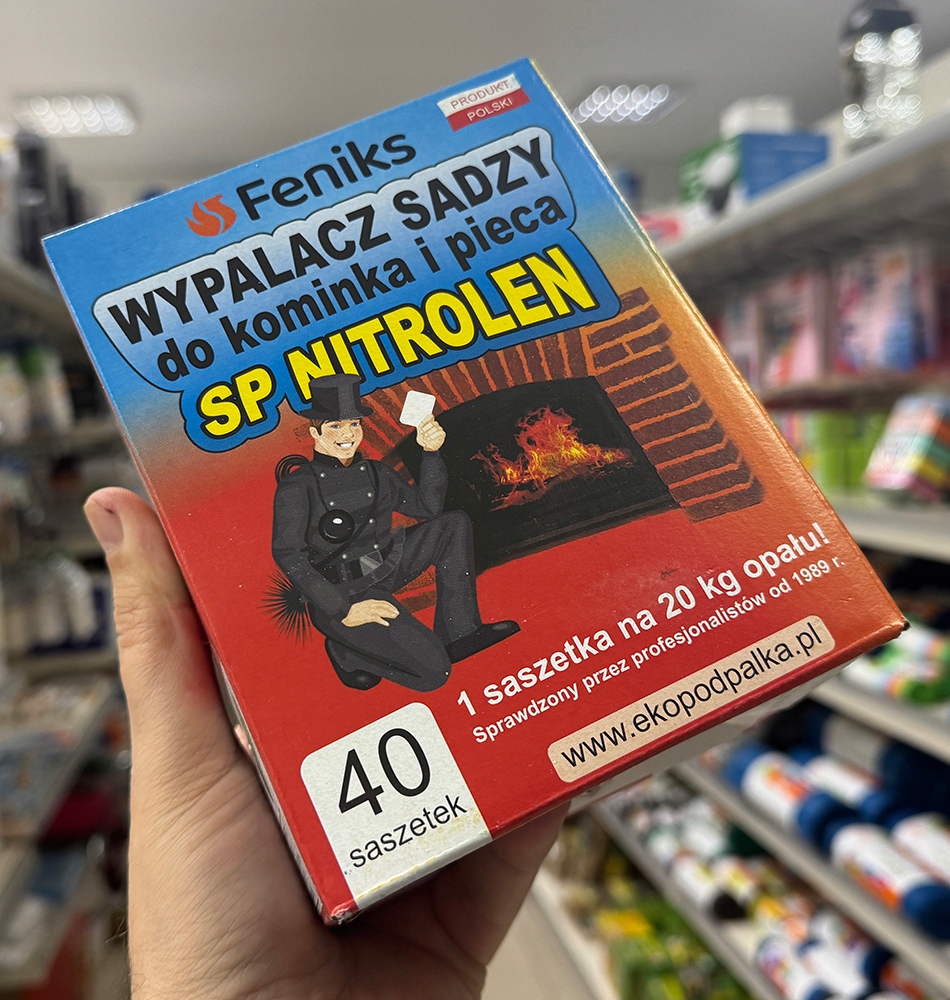 PRODUKT
POLSKI
Feniks
WYPALACZ SADZY
do kominka i pieca
SP NITROLEN
1 saszetka na 20 kg opału!
Sprawdzony przez profesjonalistów od 1989 r.
www.ekopodpalka.pl
40
saszetek